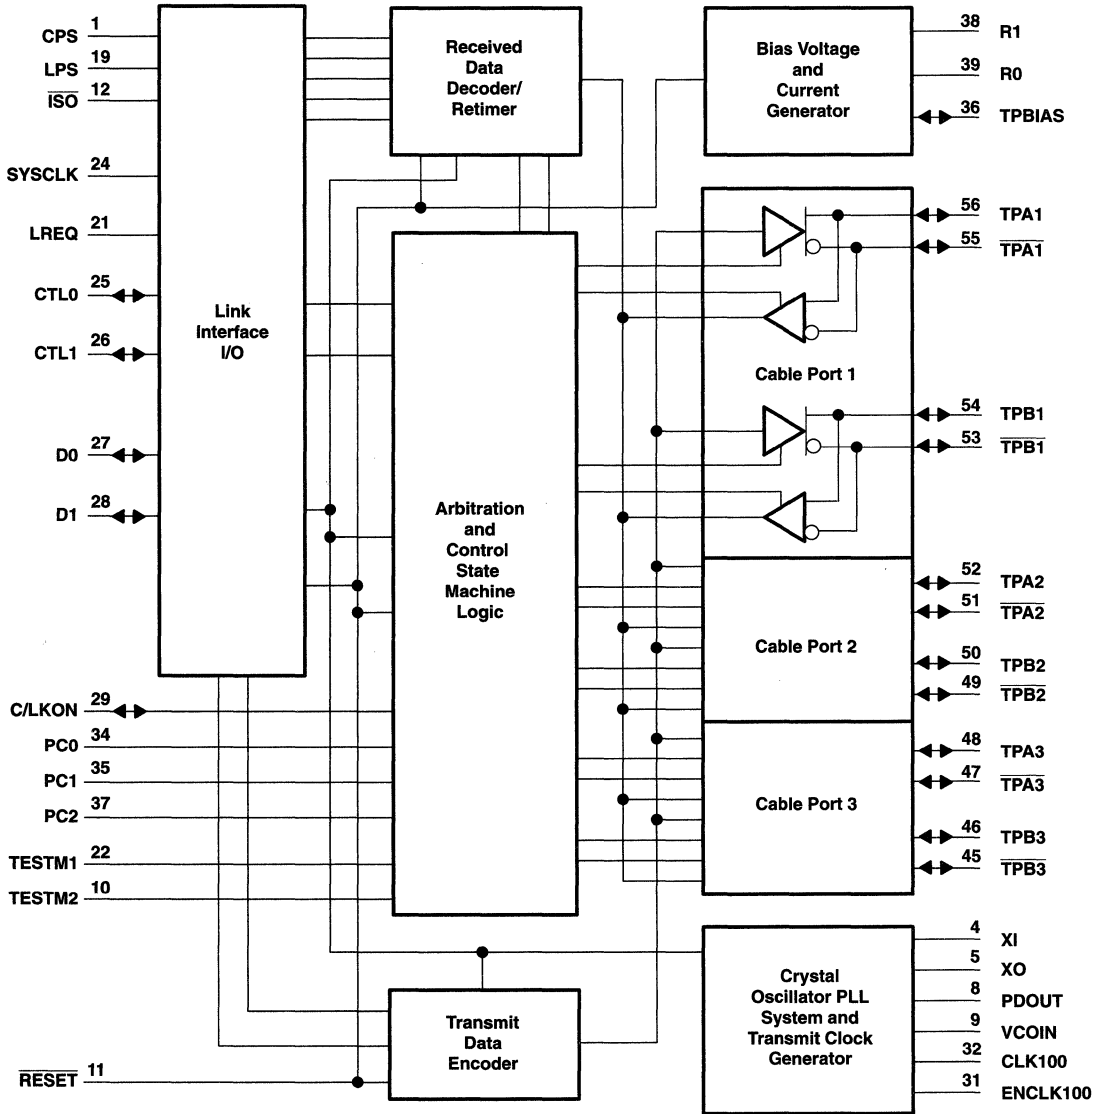 CPS 1
LPS 19
ISO 12
SYSCLK 24
LREQ 21
CTL0 25
CTL1 26
D0 27
D1 28
C/LKON 29
PC0 34
PC1 35
PC2 37
TESTM1 22
TESTM2 10
RESET 11
Link
Interface
I/O
Received
Data
Decoder/
Retimer
Arbitration
and
Control
State
Machine
Logic
Transmit
Data
Encoder
Bias Voltage
and
Current
Generator
Cable Port 1
Cable Port 2
Cable Port 3
Crystal
Oscillator PLL
System and
Transmit Clock
Generator
38 R1
39 R0
36 TPBIAS
56 TPA1
55 TPA1
54 TPB1
53 TPB1
52 TPA2
51 TPA2
50 TPB2
49 TPB2
48 TPA3
47 TPA3
46 TPB3
45 TPB3
4 XI
5 XO
8 PDOUT
9 VCOIN
32 CLK100
31 ENCLK100